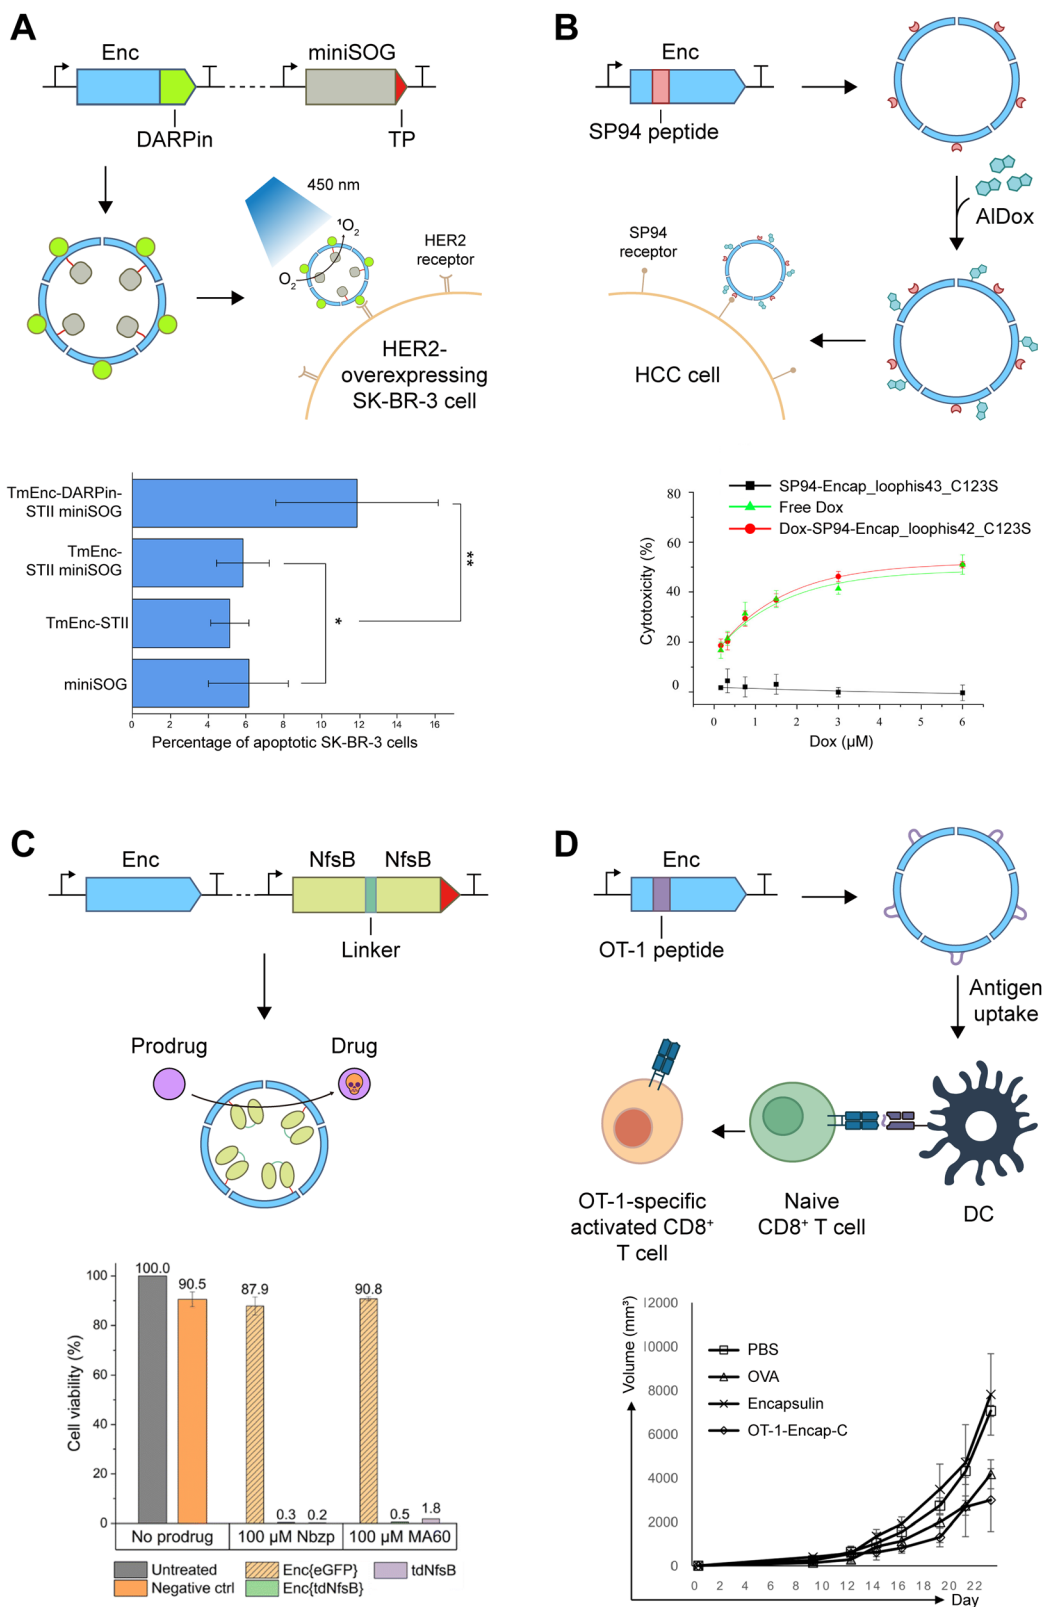 A
Enc
miniSOG
DARPin
TP
450 nm
¹O₂
O₂
HER2
receptor
HER2-
overexpressing
SK-BR-3 cell
TmEnc-DARPin-
STII miniSOG
TmEnc-
STII miniSOG
TmEnc-STII
miniSOG
**
*
0 2 4 6 8 10 12 14 16
Percentage of apoptotic SK-BR-3 cells
B
Enc
SP94 peptide
AlDox
SP94
receptor
HCC cell
SP94-Encap_loophis43_C123S
Free Dox
Dox-SP94-Encap_loophis42_C123S
Cytotoxicity (%)
80
60
40
20
0
0 1 2 3 4 5 6
Dox (µM)
C
Enc
NfsB NfsB
Linker
Prodrug
Drug
Cell viability (%)
100
80
60
40
20
0
100.0
90.5
87.9
0.3
0.2
90.8
0.5
1.8
No prodrug
100 µM Nbzp
100 µM MA60
Untreated
Negative ctrl
Enc{eGFP}
Enc{tdNfsB}
tdNfsB
D
Enc
OT-1 peptide
Antigen
uptake
OT-1-specific
activated CD8⁺
T cell
Naive
CD8⁺ T cell
DC
Volume (mm³)
12000
10000
8000
6000
4000
2000
0
PBS
OVA
Encapsulin
OT-1-Encap-C
0 2 4 6 8 10 12 14 16 18 20 22
Day